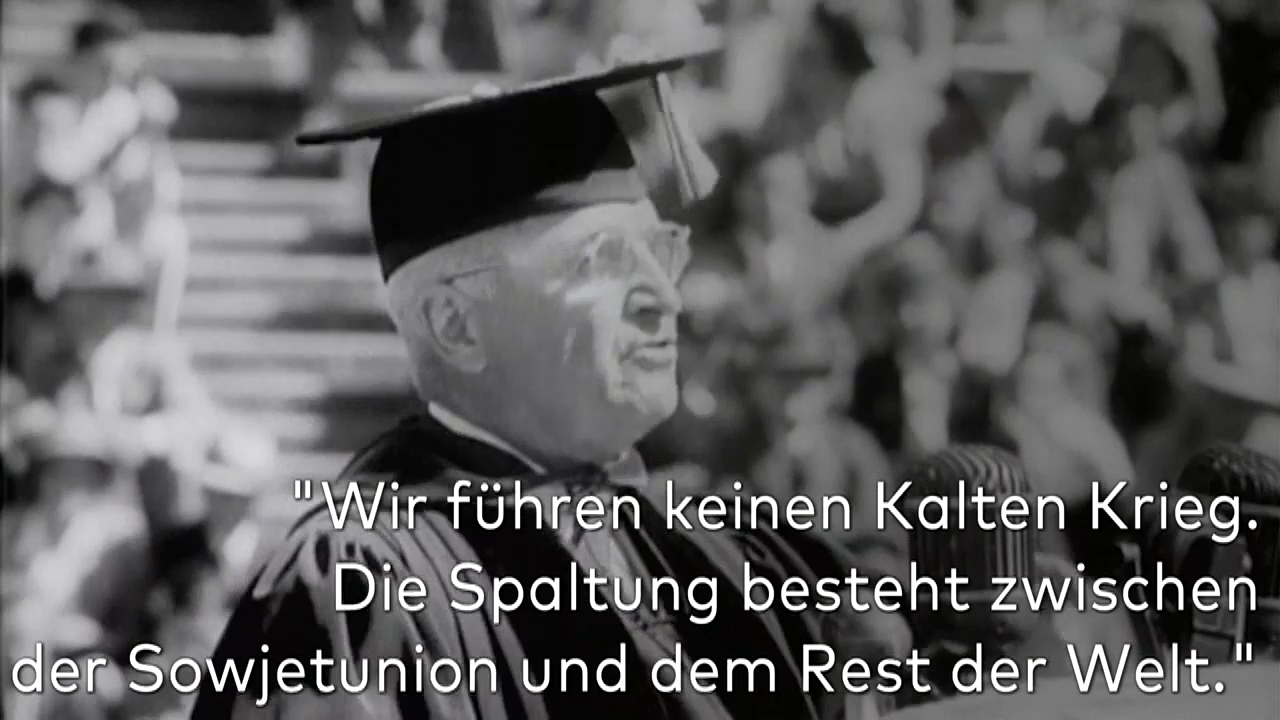 "Wir führen keinen Kalten Krieg.
Die Spaltung besteht zwischen
der Sowjetunion und dem Rest der Welt."